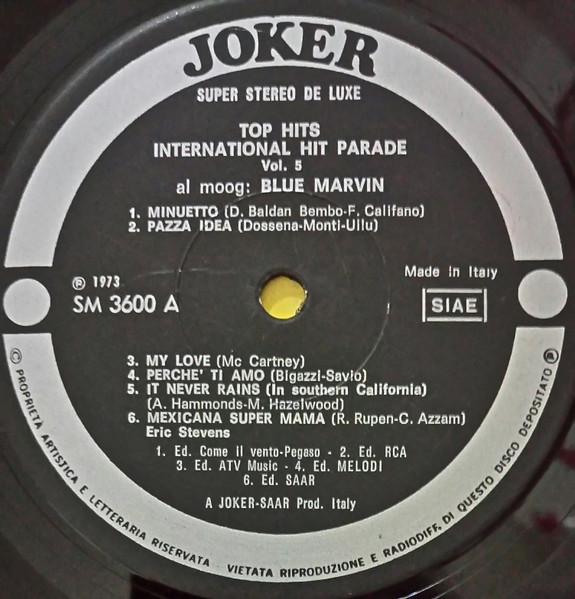 JOKER
SUPER STEREO DE LUXE
TOP HITS
INTERNATIONAL HIT PARADE
Vol. 5
al moog: BLUE MARVIN
1. MINUETTO (D. Baldan Bembo-F. Califano)
2. PAZZA IDEA (Dossena-Monti-Ullu)
℗ 1973
SM 3600 A
Made in Italy
SIAE
3. MY LOVE (Mc Cartney)
4. PERCHE' TI AMO (Bigazzi-Savio)
5. IT NEVER RAINS (In southern California)
(A. Hammonds-M. Hazelwood)
6. MEXICANA SUPER MAMA (R. Rupen-C. Azzam)
Eric Stevens
1. Ed. Come il vento-Pegaso - 2. Ed. RCA
3. Ed. ATV Music - 4. Ed. MELODI
6. Ed. SAAR
A JOKER-SAAR Prod. Italy
© PROPRIETÀ ARTISTICA E LETTERARIA RISERVATA - VIETATA RIPRODUZIONE E RADIODIFF. DI QUESTO DISCO DEPOSITATO ℗